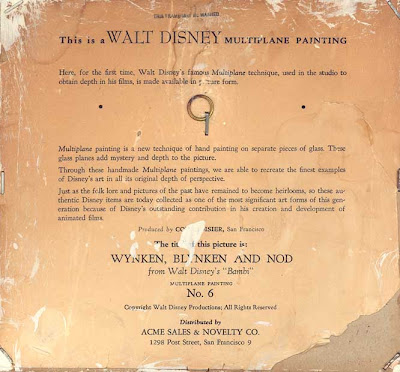 This is a WALT DISNEY MULTIPLANE PAINTING
Here, for the first time, Walt Disney's famous Multiplane technique, used in the studio to
obtain depth in his films, is made available in form.
Multiplane painting is a new technique of hand painting on separate pieces of glass. These
glass planes add mystery and depth to the picture.
Through these handmade Multiplane paintings, we are able to recreate the finest examples
of Disney's art in all its original depth of perspective.
Just as the folk lore and pictures of the past have remained to become heirlooms, so these au-
thentic Disney items are today collected as one of the most significant art forms of this gen-
eration because of Disney's outstanding contribution in his creation and development of
animated films.
Produced by San Francisco
The this picture is:
WYNKEN, BLYNKEN AND NOD
from Walt Disney's "Bambi"
MULTIPLANE PAINTING
No. 6
Copyright Walt Disney Productions; All Rights Reserved
Distributed by
ACME SALES & NOVELTY CO.
1298 Post Street, San Francisco 9